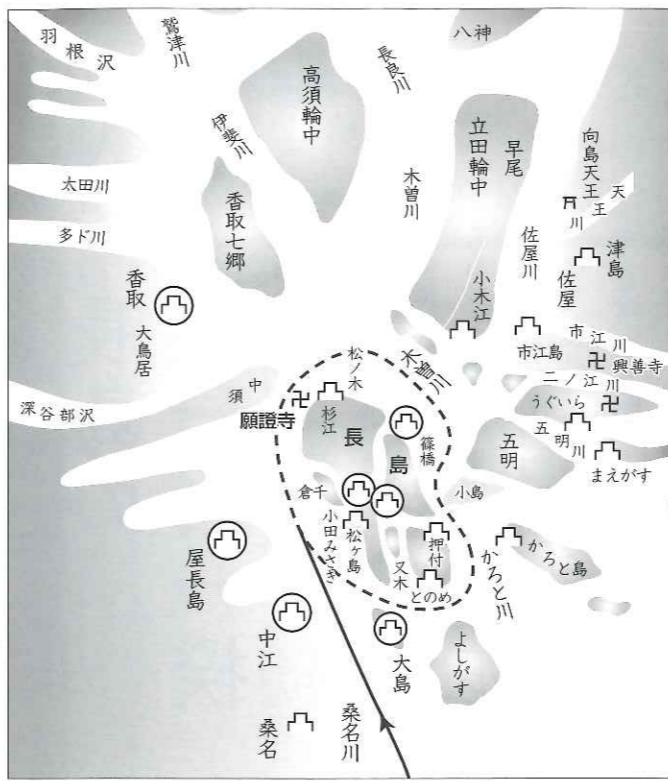 羽根沢
鷲津川
八神
長良川
高須輪中
伊斐川
立田輪中
早尾
向島天王
天王川
木曽川
太田川
香取七郷
佐屋川
津島
多ド川
佐屋
香取
大鳥居
小木江
市江川
市江島
興善寺
二ノ江川
木曽川
松ノ木
中須
うぐいら
深谷部沢
願證寺
杉江
長島
篠橋
五明
五明川
まえがす
倉千
小島
小田みさき
松ヶ島
押付
かろと島
かろと川
又木
とのめ
屋長島
中江
大島
よしがす
桑名
桑名川